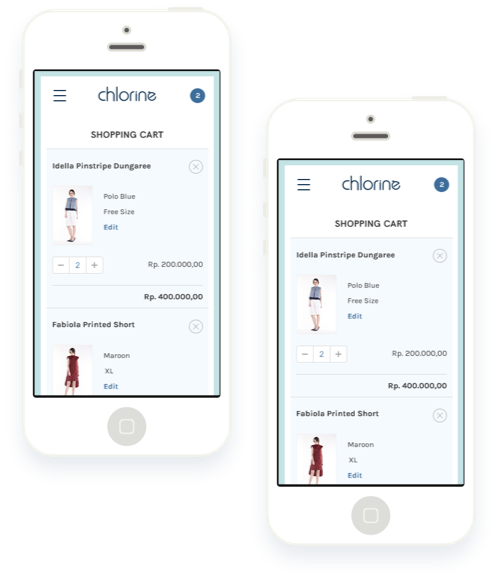 chlorine
2
SHOPPING CART
Idella Pinstripe Dungaree
Polo Blue
Free Size
Edit
2
Rp. 200.000,00
Rp. 400.000,00
Fabiola Printed Short
Maroon
XL
Edit
chlorine
2
SHOPPING CART
Idella Pinstripe Dungaree
Polo Blue
Free Size
Edit
2
Rp. 200.000,00
Rp. 400.000,00
Fabiola Printed Short
Maroon
XL
Edit